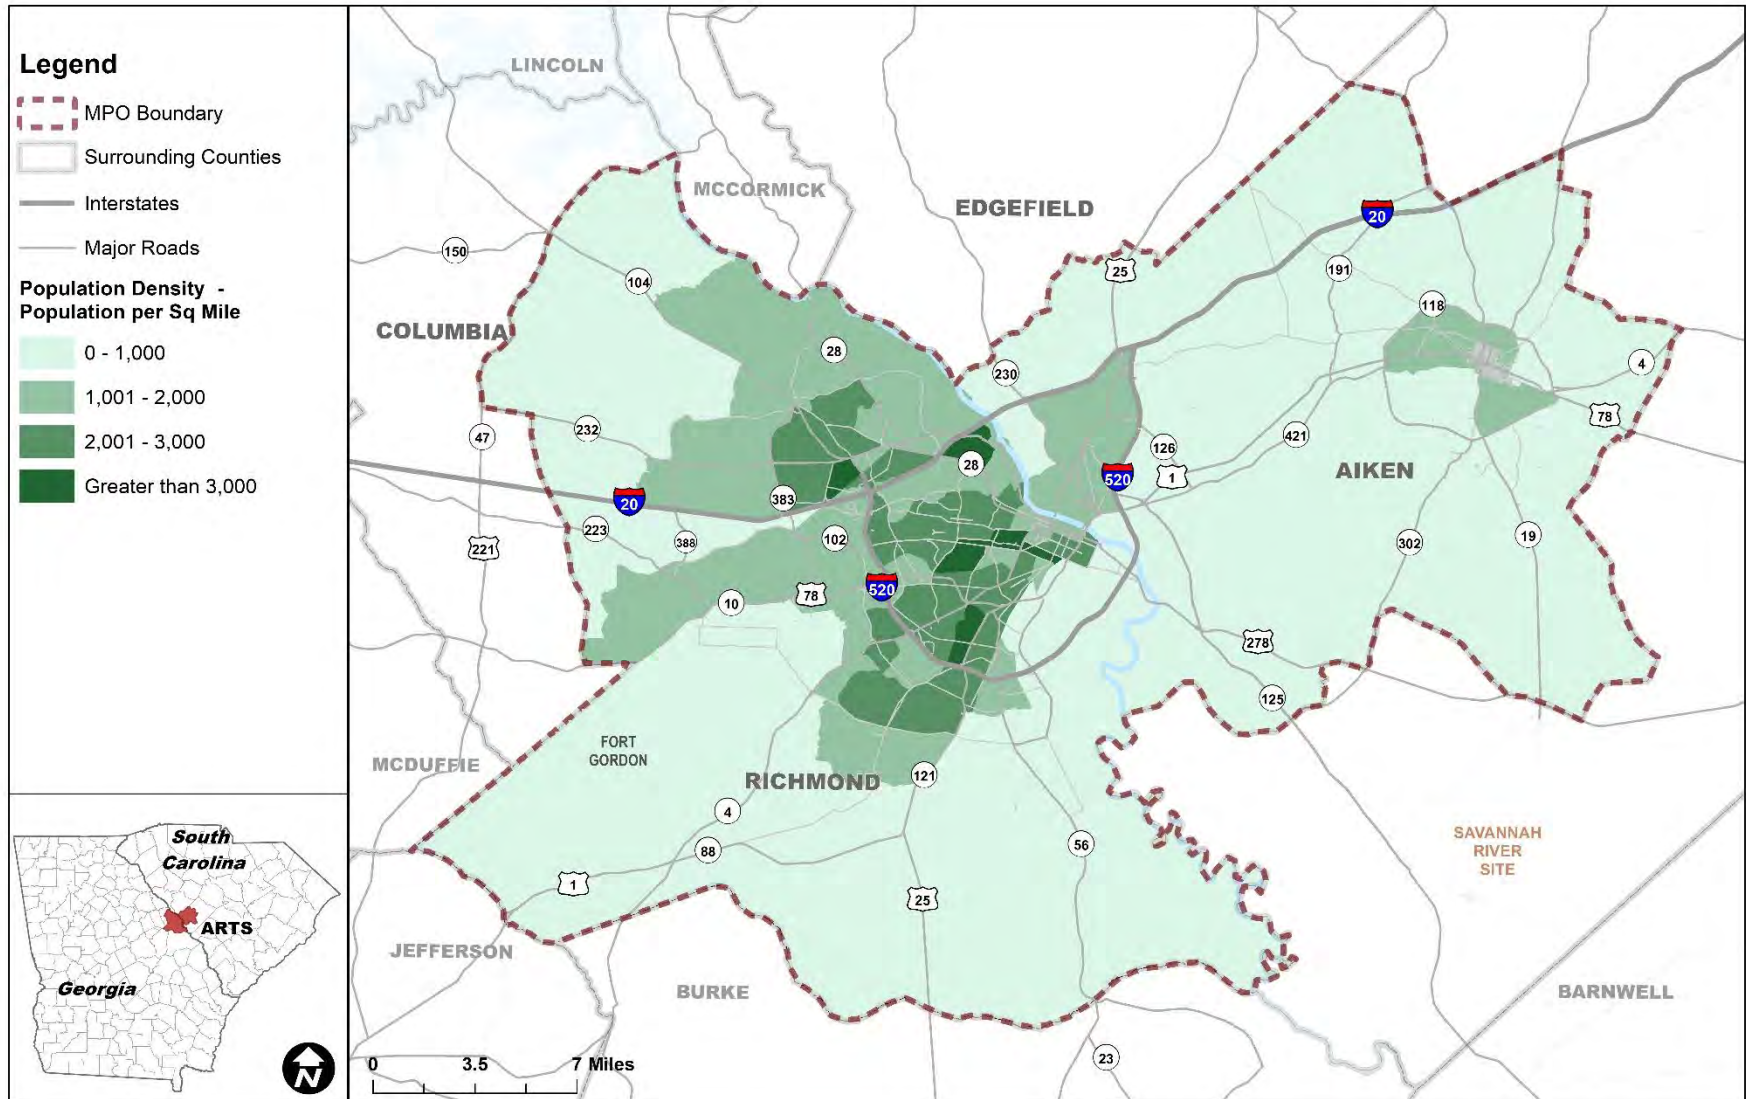 Legend
MPO Boundary
Surrounding Counties
Interstates
Major Roads
Population Density -
Population per Sq Mile
0 - 1,000
1,001 - 2,000
2,001 - 3,000
Greater than 3,000
South
Carolina
ARTS
Georgia
N
LINCOLN
MCCORMICK
EDGEFIELD
20
150
104
25
191
118
COLUMBIA
28
230
4
78
47
232
28
126
421
AIKEN
1
520
20
383
223
388
102
221
302
19
10
78
520
278
125
FORT
GORDON
MCDUFFIE
RICHMOND
121
4
88
56
SAVANNAH
RIVER
SITE
1
25
JEFFERSON
BURKE
BARNWELL
23
0 3.5 7 Miles